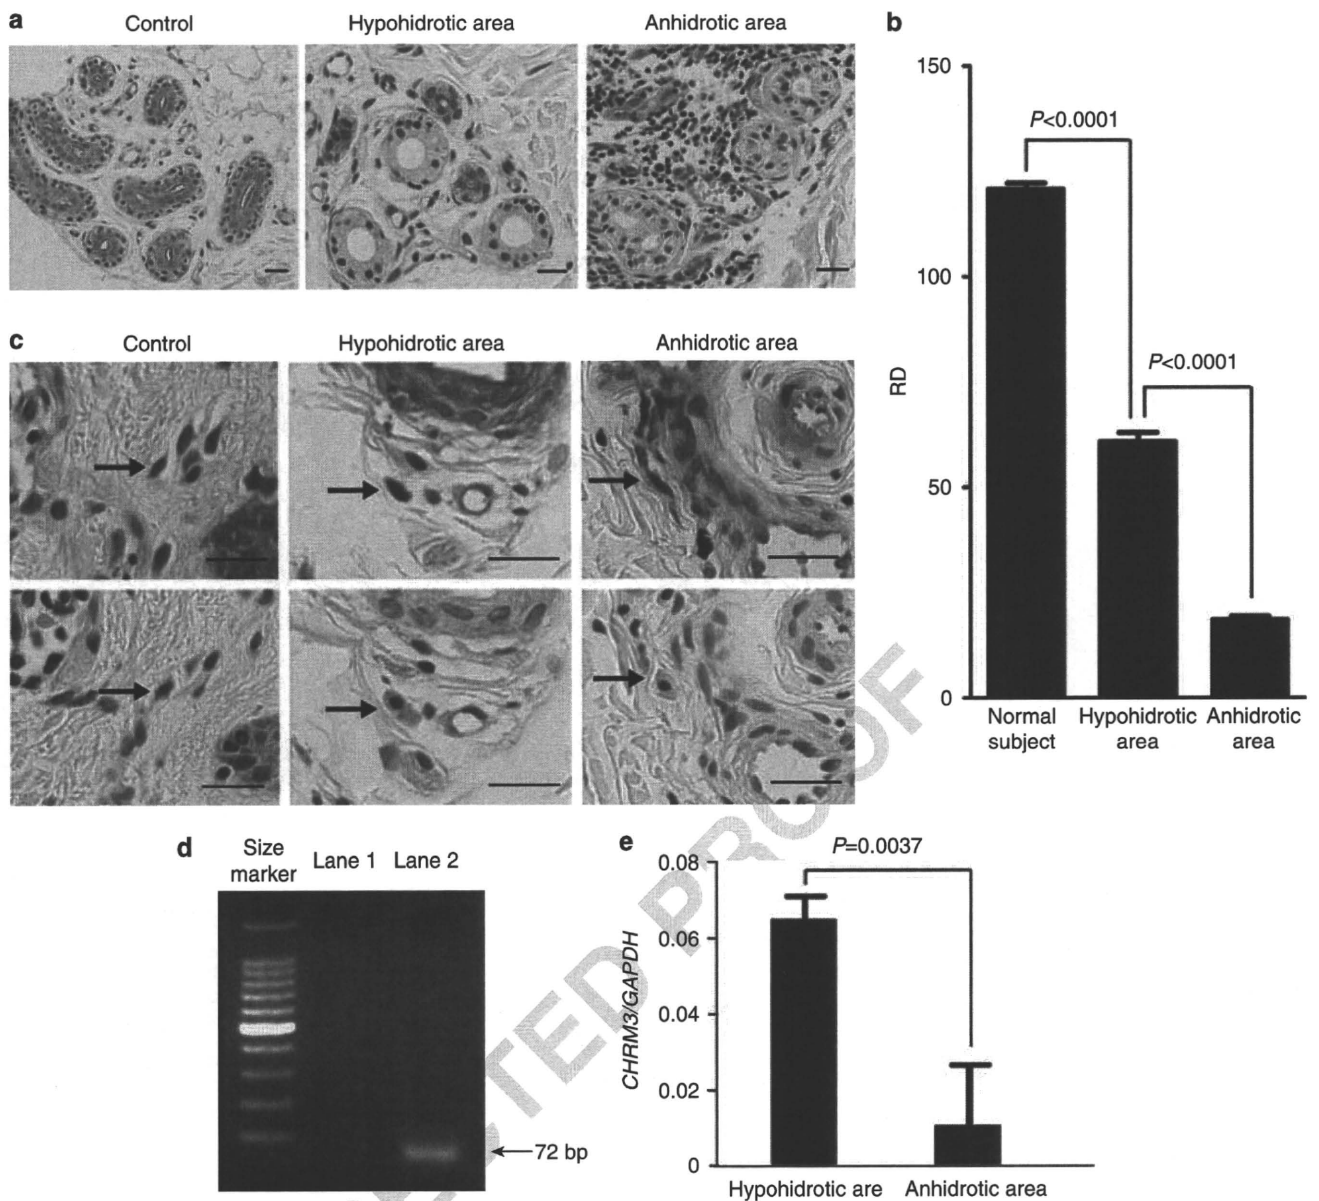 a
Control
Hypohidrotic area
Anhidrotic area
b
150
100
50
0
RD
P<0.0001
P<0.0001
Normal subject
Hypohidrotic area
Anhidrotic area
c
Control
Hypohidrotic area
Anhidrotic area
d
Size marker
Lane 1
Lane 2
72 bp
e
P=0.0037
0.08
0.06
0.04
0.02
0
CHRM3/GAPDH
Hypohidrotic are
Anhidrotic area
TED PROOF